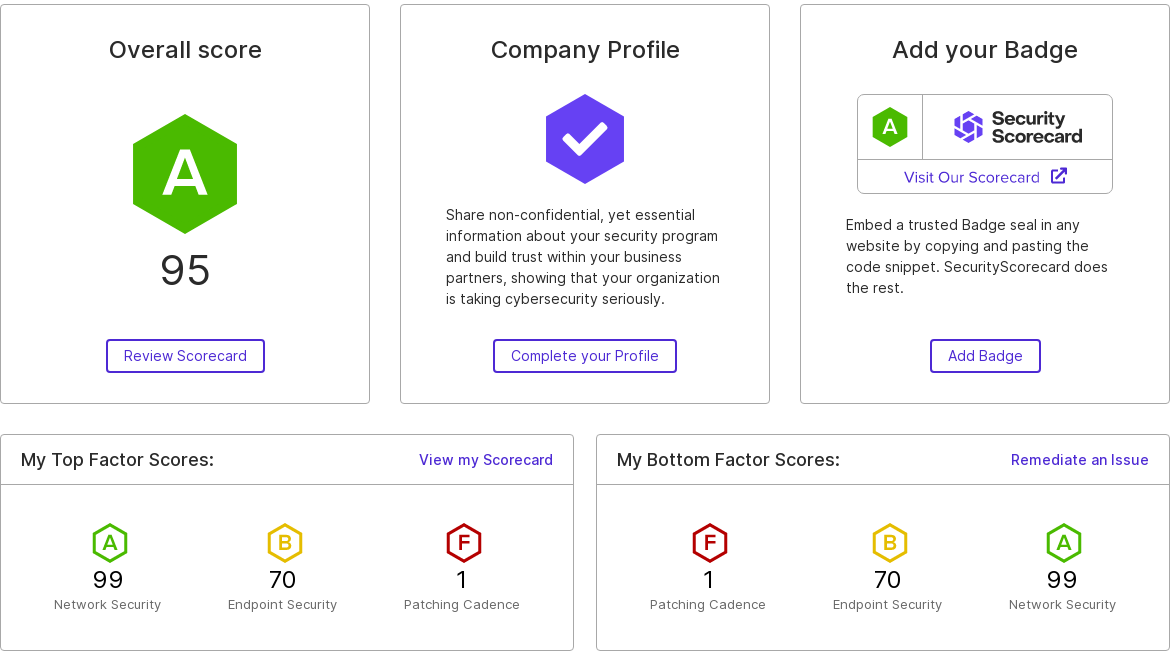 Overall score
A
95
Review Scorecard
Company Profile
Share non-confidential, yet essential
information about your security program
and build trust within your business
partners, showing that your organization
is taking cybersecurity seriously.
Complete your Profile
Add your Badge
A
Security
Scorecard
Visit Our Scorecard
Embed a trusted Badge seal in any
website by copying and pasting the
code snippet. SecurityScorecard does
the rest.
Add Badge
My Top Factor Scores:
View my Scorecard
A
99
Network Security
B
70
Endpoint Security
F
1
Patching Cadence
My Bottom Factor Scores:
Remediate an Issue
F
1
Patching Cadence
B
70
Endpoint Security
A
99
Network Security